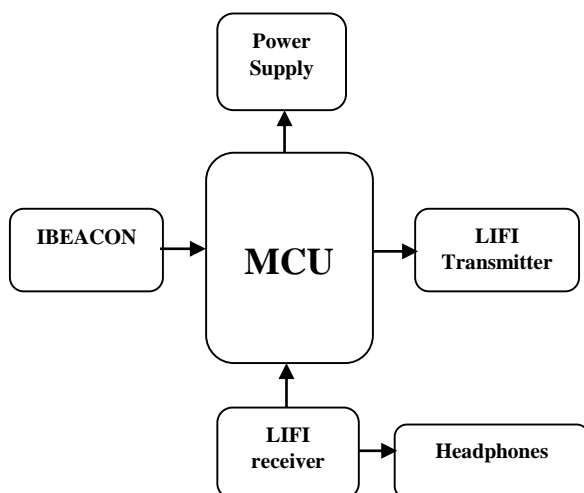 Power
Supply
IBEACON
MCU
LIFI
Transmitter
LIFI
receiver
Headphones